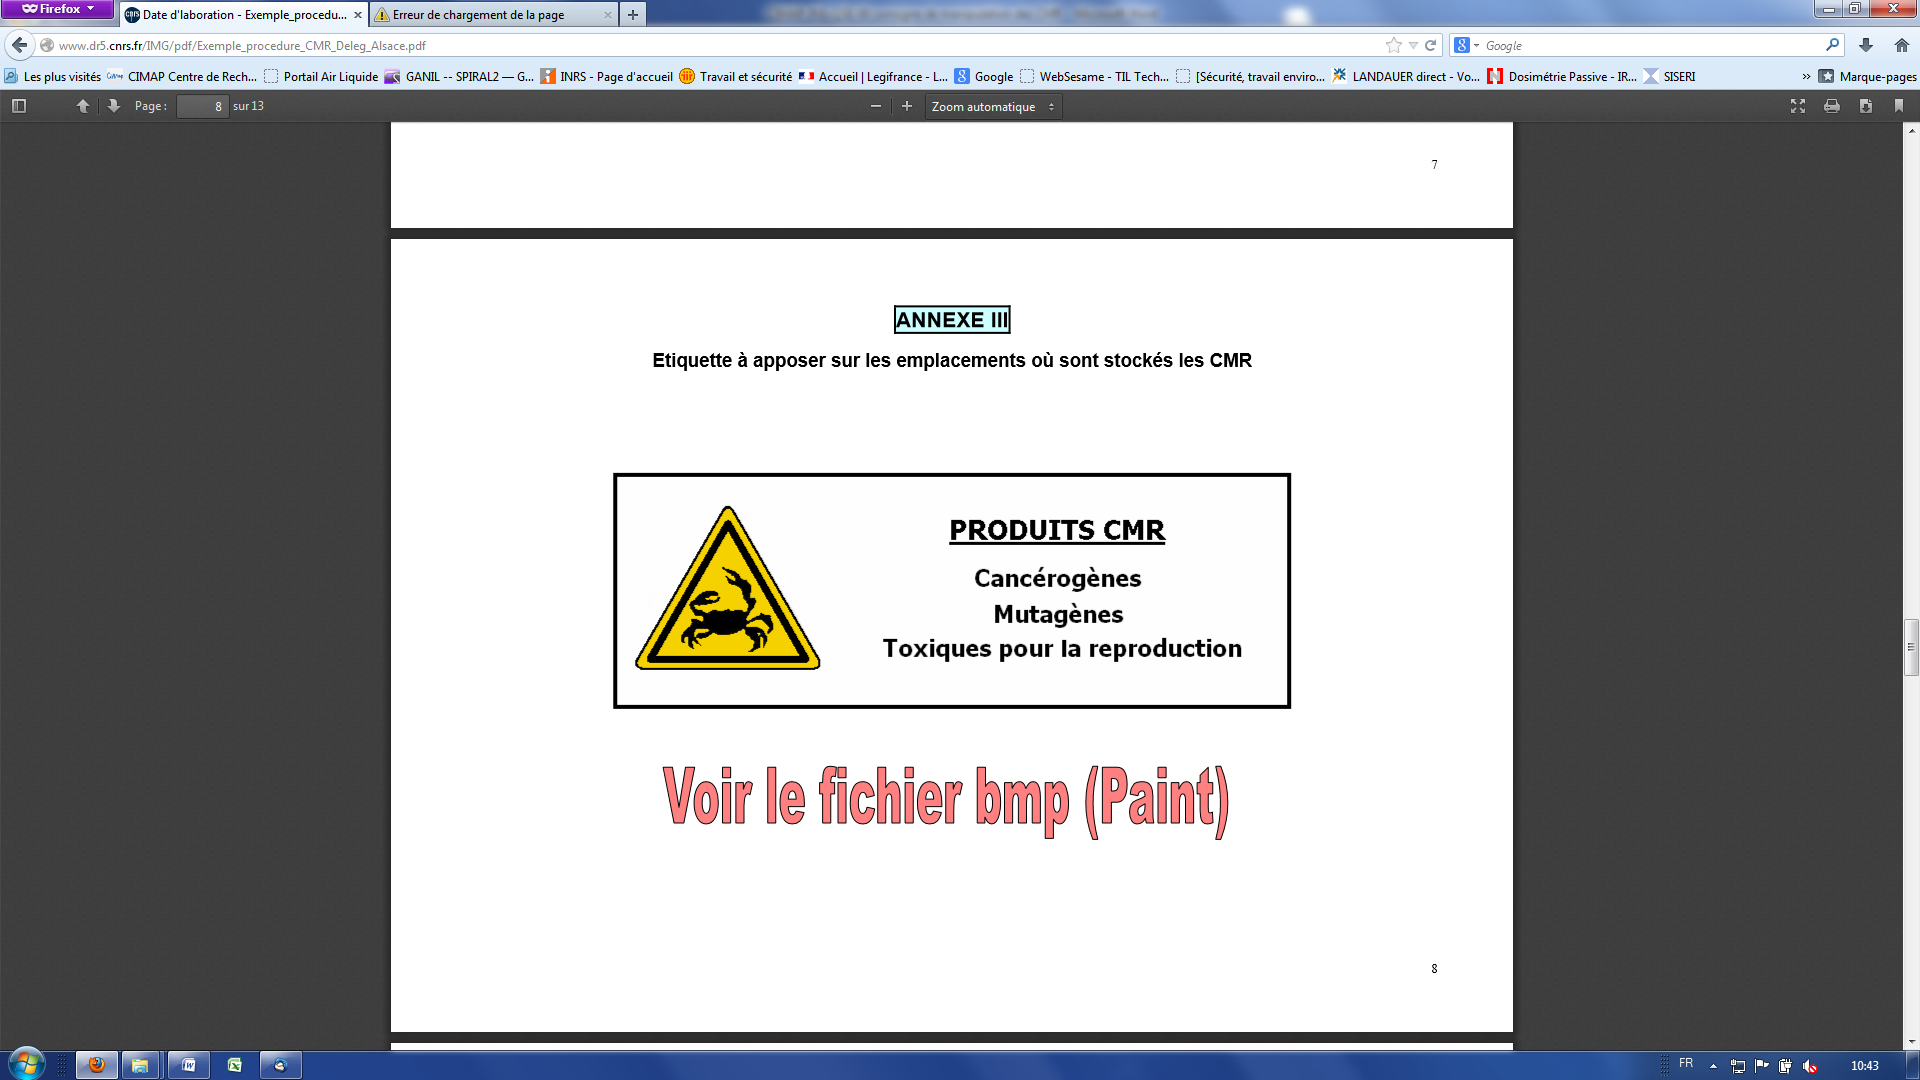 Firefox
Date d'laboration - Exemple_procedu...
Erreur de chargement de la page
www.dr5.cnrs.fr/IMG/pdf/Exemple_procedure_CMR_Deleg_Alsace.pdf
Google
Les plus visités
CIMAP Centre de Rech...
Portail Air Liquide
GANIL -- SPIRAL2 — G...
INRS - Page d'accueil
Travail et sécurité
Accueil | Legifrance - L...
Google
WebSesame - TIL Tech...
[Sécurité, travail enviro...
LANDAUER direct - Vo...
Dosimétrie Passive - IR...
SISERI
Marque-pages
Page : 8 sur 13
Zoom automatique
7
ANNEXE III
Etiquette à apposer sur les emplacements où sont stockés les CMR
PRODUITS CMR
Cancérogènes
Mutagènes
Toxiques pour la reproduction
Voir le fichier bmp (Paint)
8
FR
10:43